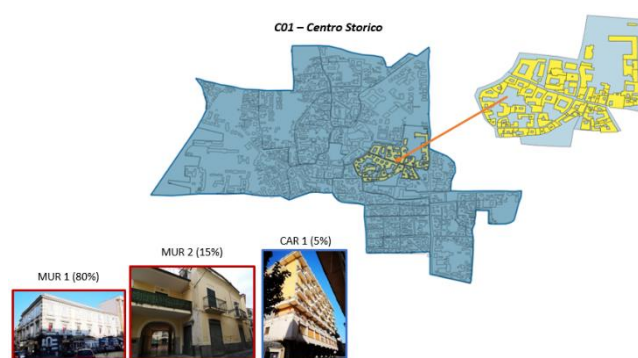 C01 – Centro Storico
MUR 1 (80%)
MUR 2 (15%)
CAR 1 (5%)